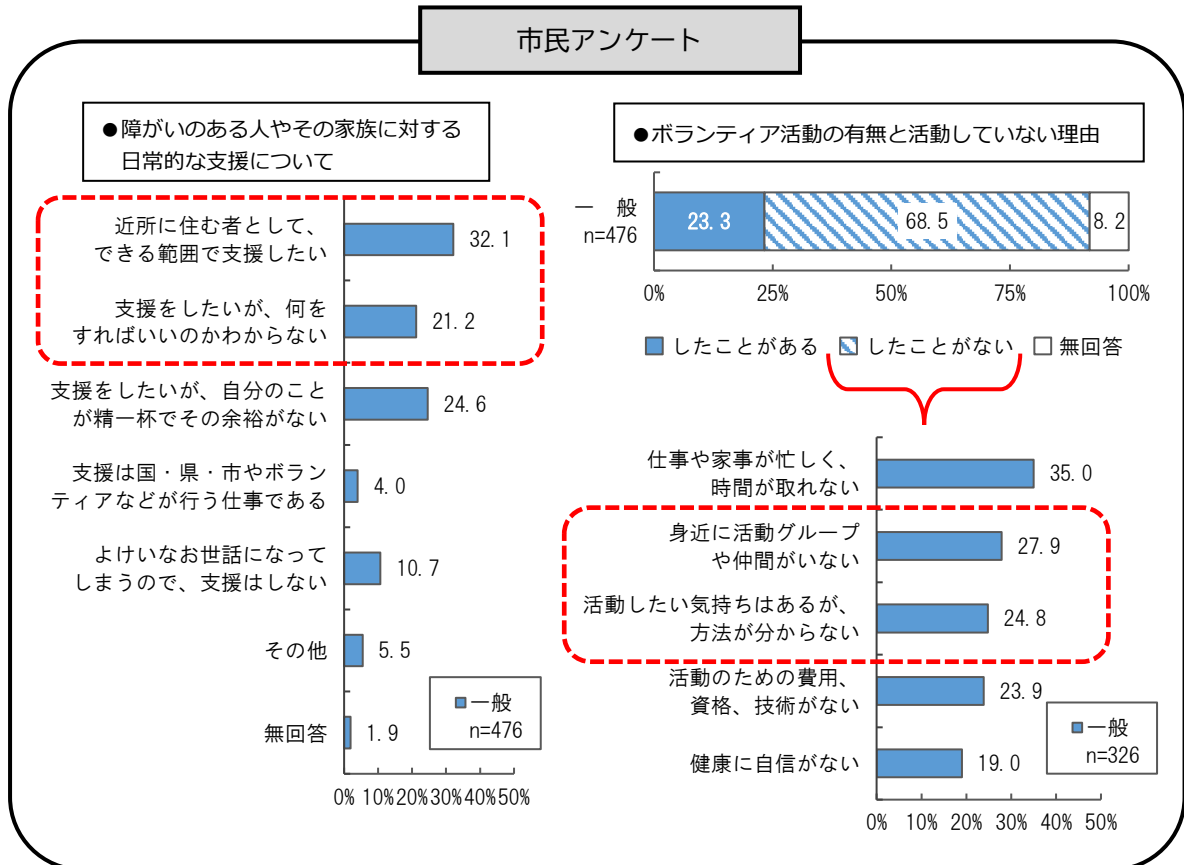 市民アンケート
●障がいのある人やその家族に対する
日常的な支援について
近所に住む者として、
できる範囲で支援したい
32.1
支援をしたいが、何を
すればいいのかわからない
21.2
支援をしたいが、自分のこと
が精一杯でその余裕がない
24.6
支援は国・県・市やボラン
ティアなどが行う仕事である
4.0
よけいなお世話になって
しまうので、支援はしない
10.7
その他
5.5
無回答
1.9
一般
n=476
0% 10% 20% 30% 40% 50%
●ボランティア活動の有無と活動していない理由
一 般
n=476
23.3 68.5 8.2
0% 25% 50% 75% 100%
したことがある したことがない 無回答
仕事や家事が忙しく、
時間が取れない
35.0
身近に活動グループ
や仲間がいない
27.9
活動したい気持ちはあるが、
方法が分からない
24.8
活動のための費用、
資格、技術がない
23.9
健康に自信がない
19.0
一般
n=326
0% 10% 20% 30% 40% 50%